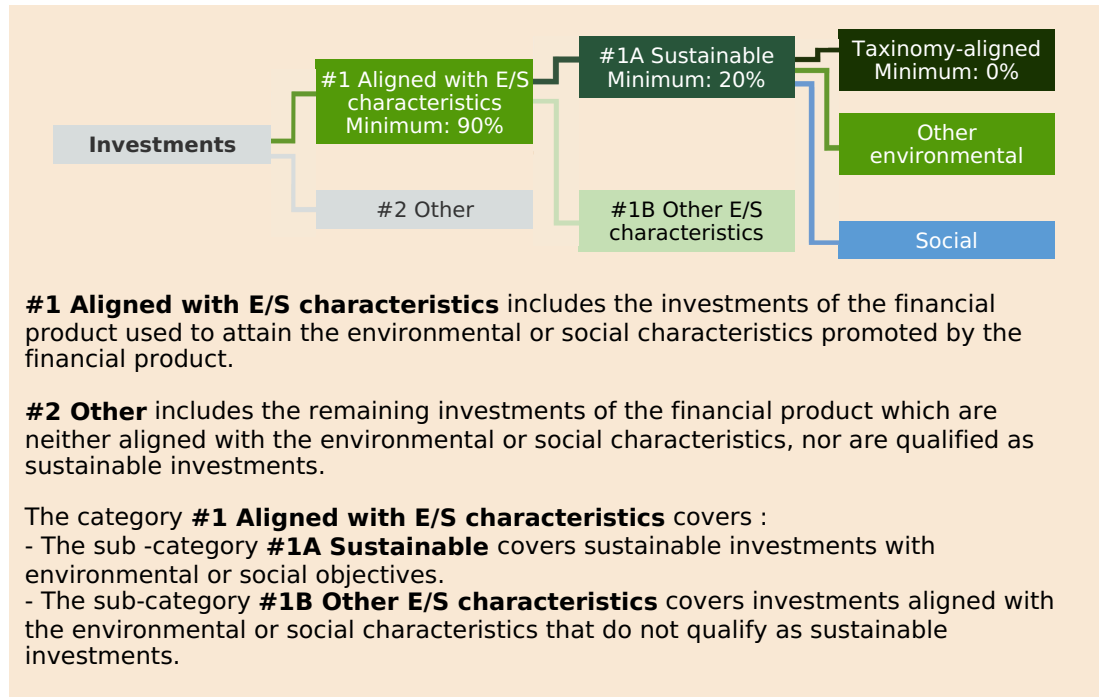 #1A Sustainable
Minimum: 20%
Taxinomy-aligned
Minimum: 0%
#1 Aligned with E/S
characteristics
Minimum: 90%
Investments
Other
environmental
#2 Other
#1B Other E/S
characteristics
Social
#1 Aligned with E/S characteristics includes the investments of the financial
product used to attain the environmental or social characteristics promoted by the
financial product.
#2 Other includes the remaining investments of the financial product which are
neither aligned with the environmental or social characteristics, nor are qualified as
sustainable investments.
The category #1 Aligned with E/S characteristics covers :
- The sub -category #1A Sustainable covers sustainable investments with
environmental or social objectives.
- The sub-category #1B Other E/S characteristics covers investments aligned with
the environmental or social characteristics that do not qualify as sustainable
investments.